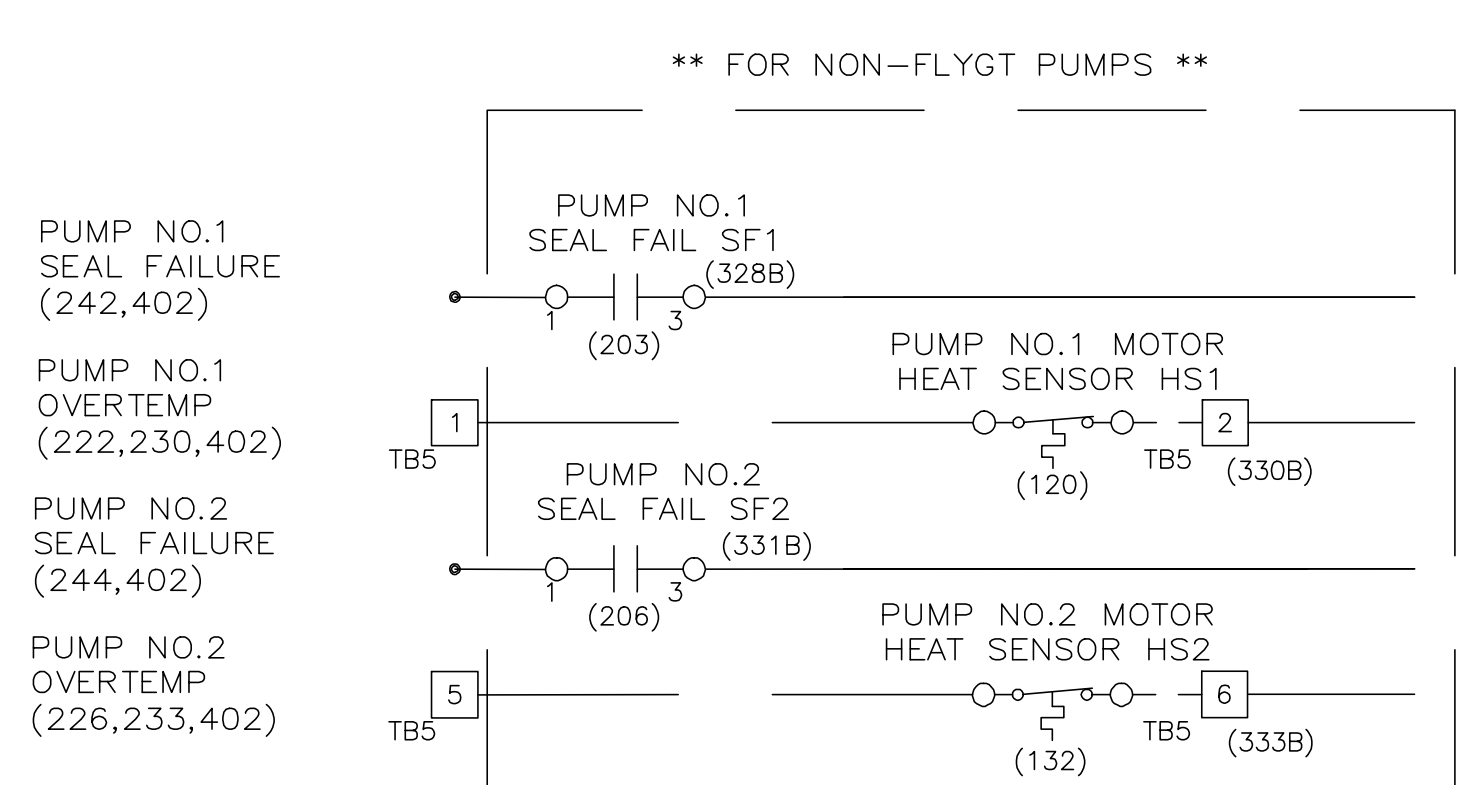 ** FOR NON-FLYGT PUMPS **
PUMP NO.1
SEAL FAILURE
(242,402)
PUMP NO.1
SEAL FAIL SF1
(328B)
1
3
(203)
PUMP NO.1
OVERTEMP
(222,230,402)
1
TB5
PUMP NO.1 MOTOR
HEAT SENSOR HS1
2
TB5
(330B)
(120)
PUMP NO.2
SEAL FAILURE
(244,402)
PUMP NO.2
SEAL FAIL SF2
(331B)
1
3
(206)
PUMP NO.2
OVERTEMP
(226,233,402)
5
TB5
PUMP NO.2 MOTOR
HEAT SENSOR HS2
6
TB5
(333B)
(132)